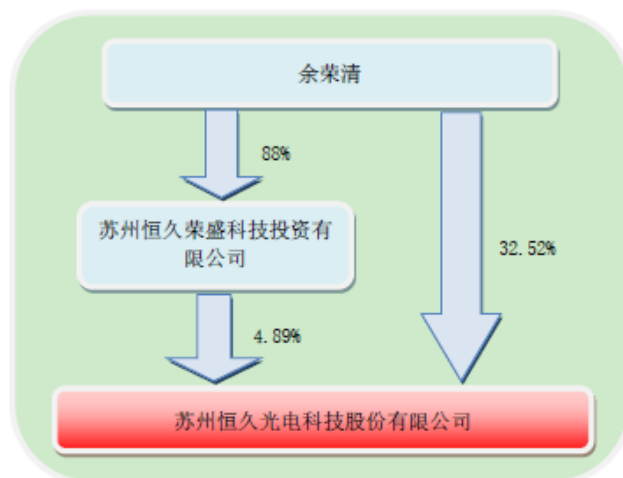 余荣清
88%
苏州恒久荣盛科技投资有
限公司
32.52%
4.89%
苏州恒久光电科技股份有限公司